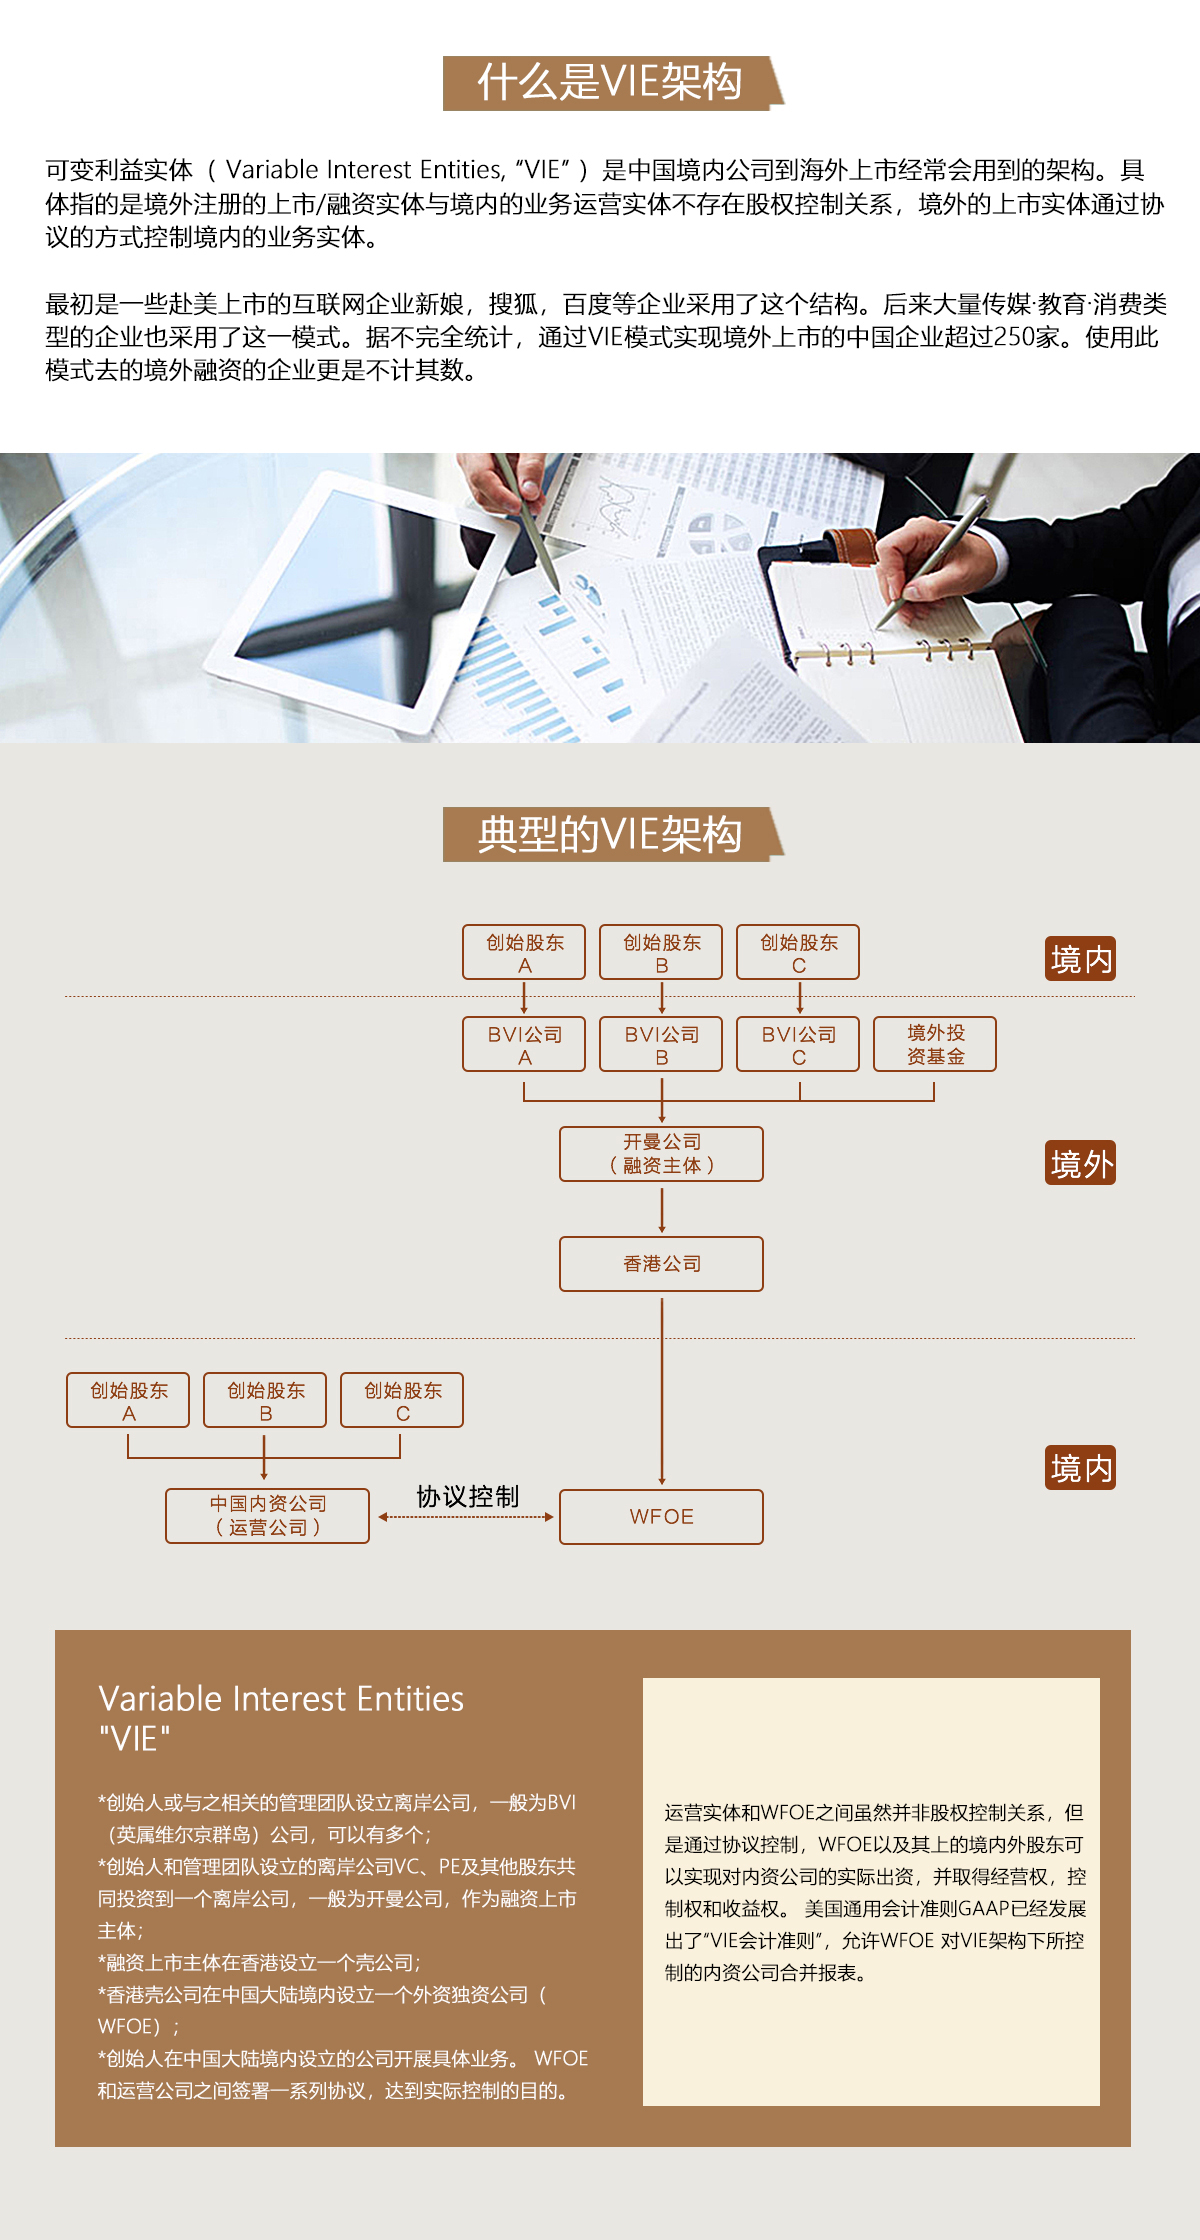 什么是VIE架构
可变利益实体（ Variable Interest Entities, “VIE” ）是中国境内公司到海外上市经常会用到的架构。具
体指的是境外注册的上市/融资实体与境内的业务运营实体不存在股权控制关系，境外的上市实体通过协
议的方式控制境内的业务实体。
最初是一些赴美上市的互联网企业新娘，搜狐，百度等企业采用了这个结构。后来大量传媒·教育·消费类
型的企业也采用了这一模式。据不完全统计，通过VIE模式实现境外上市的中国企业超过250家。使用此
模式去的境外融资的企业更是不计其数。
典型的VIE架构
创始股东
A
创始股东
B
创始股东
C
境内
BVI公司
A
BVI公司
B
BVI公司
C
境外投
资基金
开曼公司
（融资主体）
境外
香港公司
创始股东
A
创始股东
B
创始股东
C
境内
中国内资公司
（运营公司）
协议控制
WFOE
Variable Interest Entities
"VIE"
*创始人或与之相关的管理团队设立离岸公司，一般为BVI
（英属维尔京群岛）公司，可以有多个；
*创始人和管理团队设立的离岸公司VC、PE及其他股东共
同投资到一个离岸公司，一般为开曼公司，作为融资上市
主体；
*融资上市主体在香港设立一个壳公司；
*香港壳公司在中国大陆境内设立一个外资独资公司（
WFOE）；
*创始人在中国大陆境内设立的公司开展具体业务。 WFOE
和运营公司之间签署一系列协议，达到实际控制的目的。
运营实体和WFOE之间虽然并非股权控制关系，但
是通过协议控制，WFOE以及其上的境内外股东可
以实现对内资公司的实际出资，并取得经营权，控
制权和收益权。 美国通用会计准则GAAP已经发展
出了“VIE会计准则”，允许WFOE 对VIE架构下所控
制的内资公司合并报表。